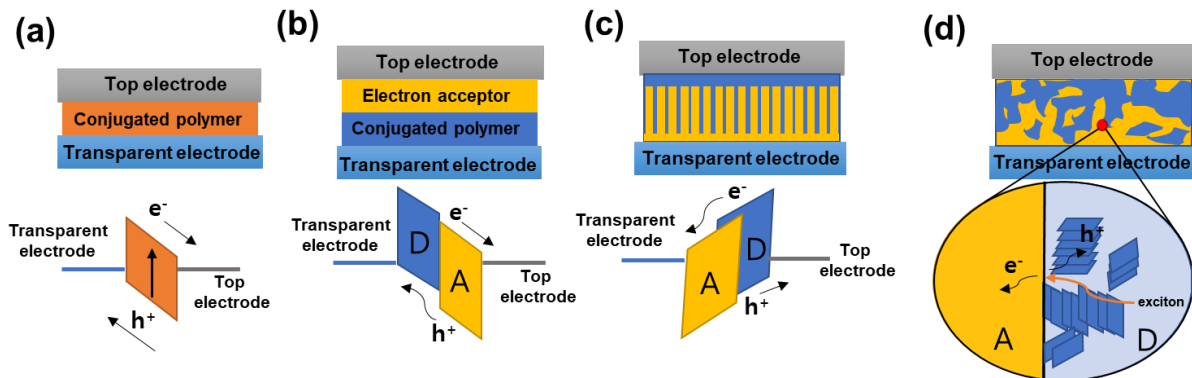 (a)
Top electrode
Conjugated polymer
Transparent electrode
e-
Transparent
electrode
Top
electrode
h+
(b)
Top electrode
Electron acceptor
Conjugated polymer
Transparent electrode
Transparent
electrode
D
e-
A
h+
Top
electrode
(c)
Top electrode
Transparent electrode
e-
D
A
h+
Transparent
electrode
Top
electrode
(d)
Top electrode
Transparent electrode
h+
e-
exciton
A
D